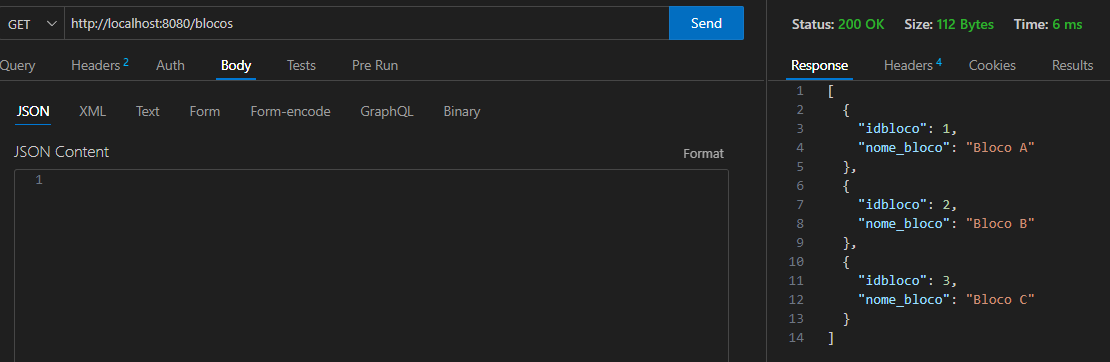 GET http://localhost:8080/blocos Send
Query Headers 2 Auth Body Tests Pre Run
JSON XML Text Form Form-encode GraphQL Binary
JSON Content Format
1
Status: 200 OK Size: 112 Bytes Time: 6 ms
Response Headers 4 Cookies Results
1 [
2 {
3 "idbloco": 1,
4 "nome_bloco": "Bloco A"
5 },
6 {
7 "idbloco": 2,
8 "nome_bloco": "Bloco B"
9 },
10 {
11 "idbloco": 3,
12 "nome_bloco": "Bloco C"
13 }
14 ]